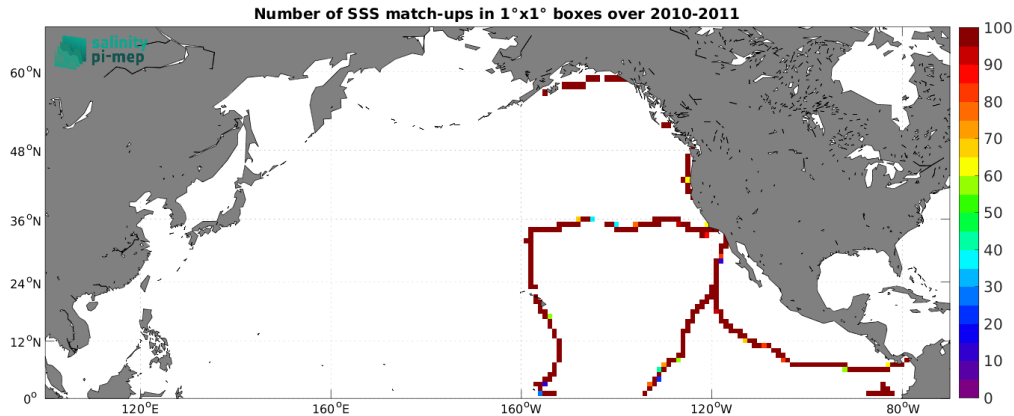 Number of SSS match-ups in 1°x1° boxes over 2010-2011
salinity
pi-mep
60°N
48°N
36°N
24°N
12°N
0°
120°E
160°E
160°W
120°W
80°W
100
90
80
70
60
50
40
30
20
10
0